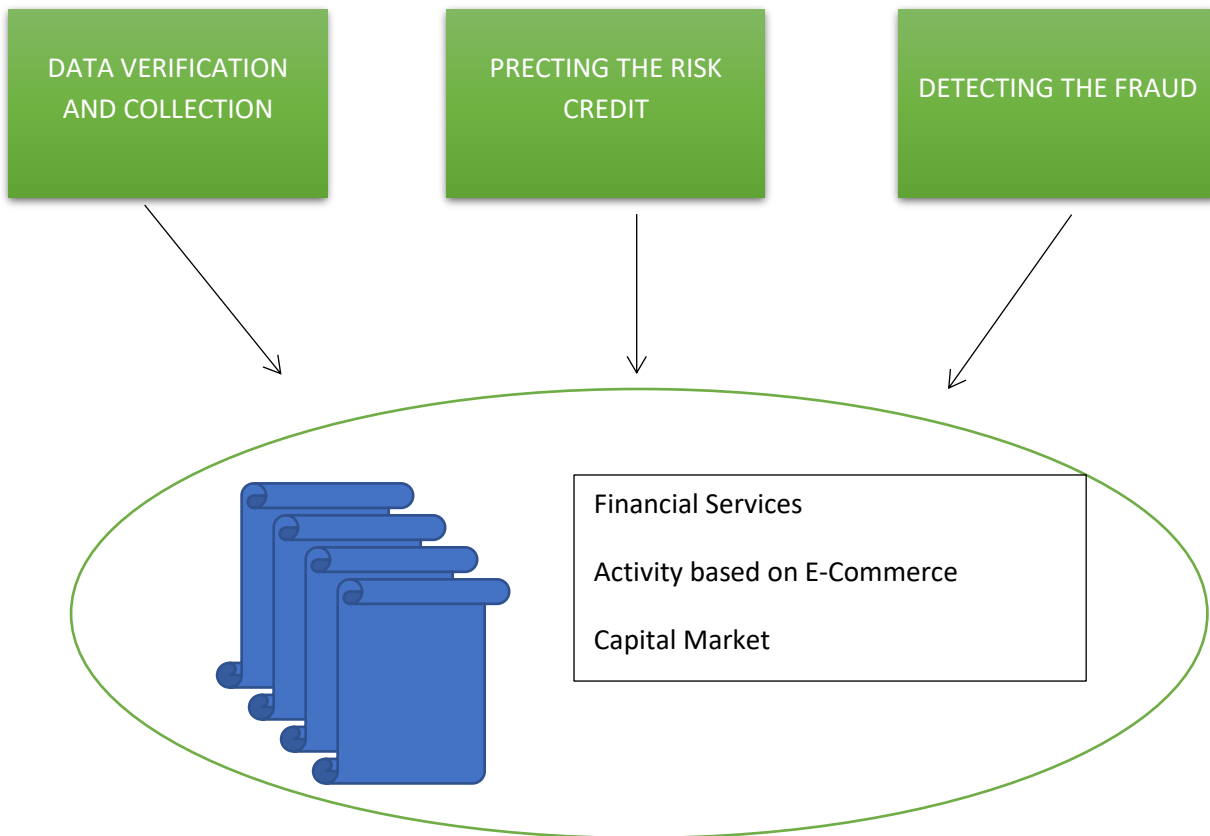 DATA VERIFICATION
AND COLLECTION
PRECTING THE RISK
CREDIT
DETECTING THE FRAUD
Financial Services
Activity based on E-Commerce
Capital Market